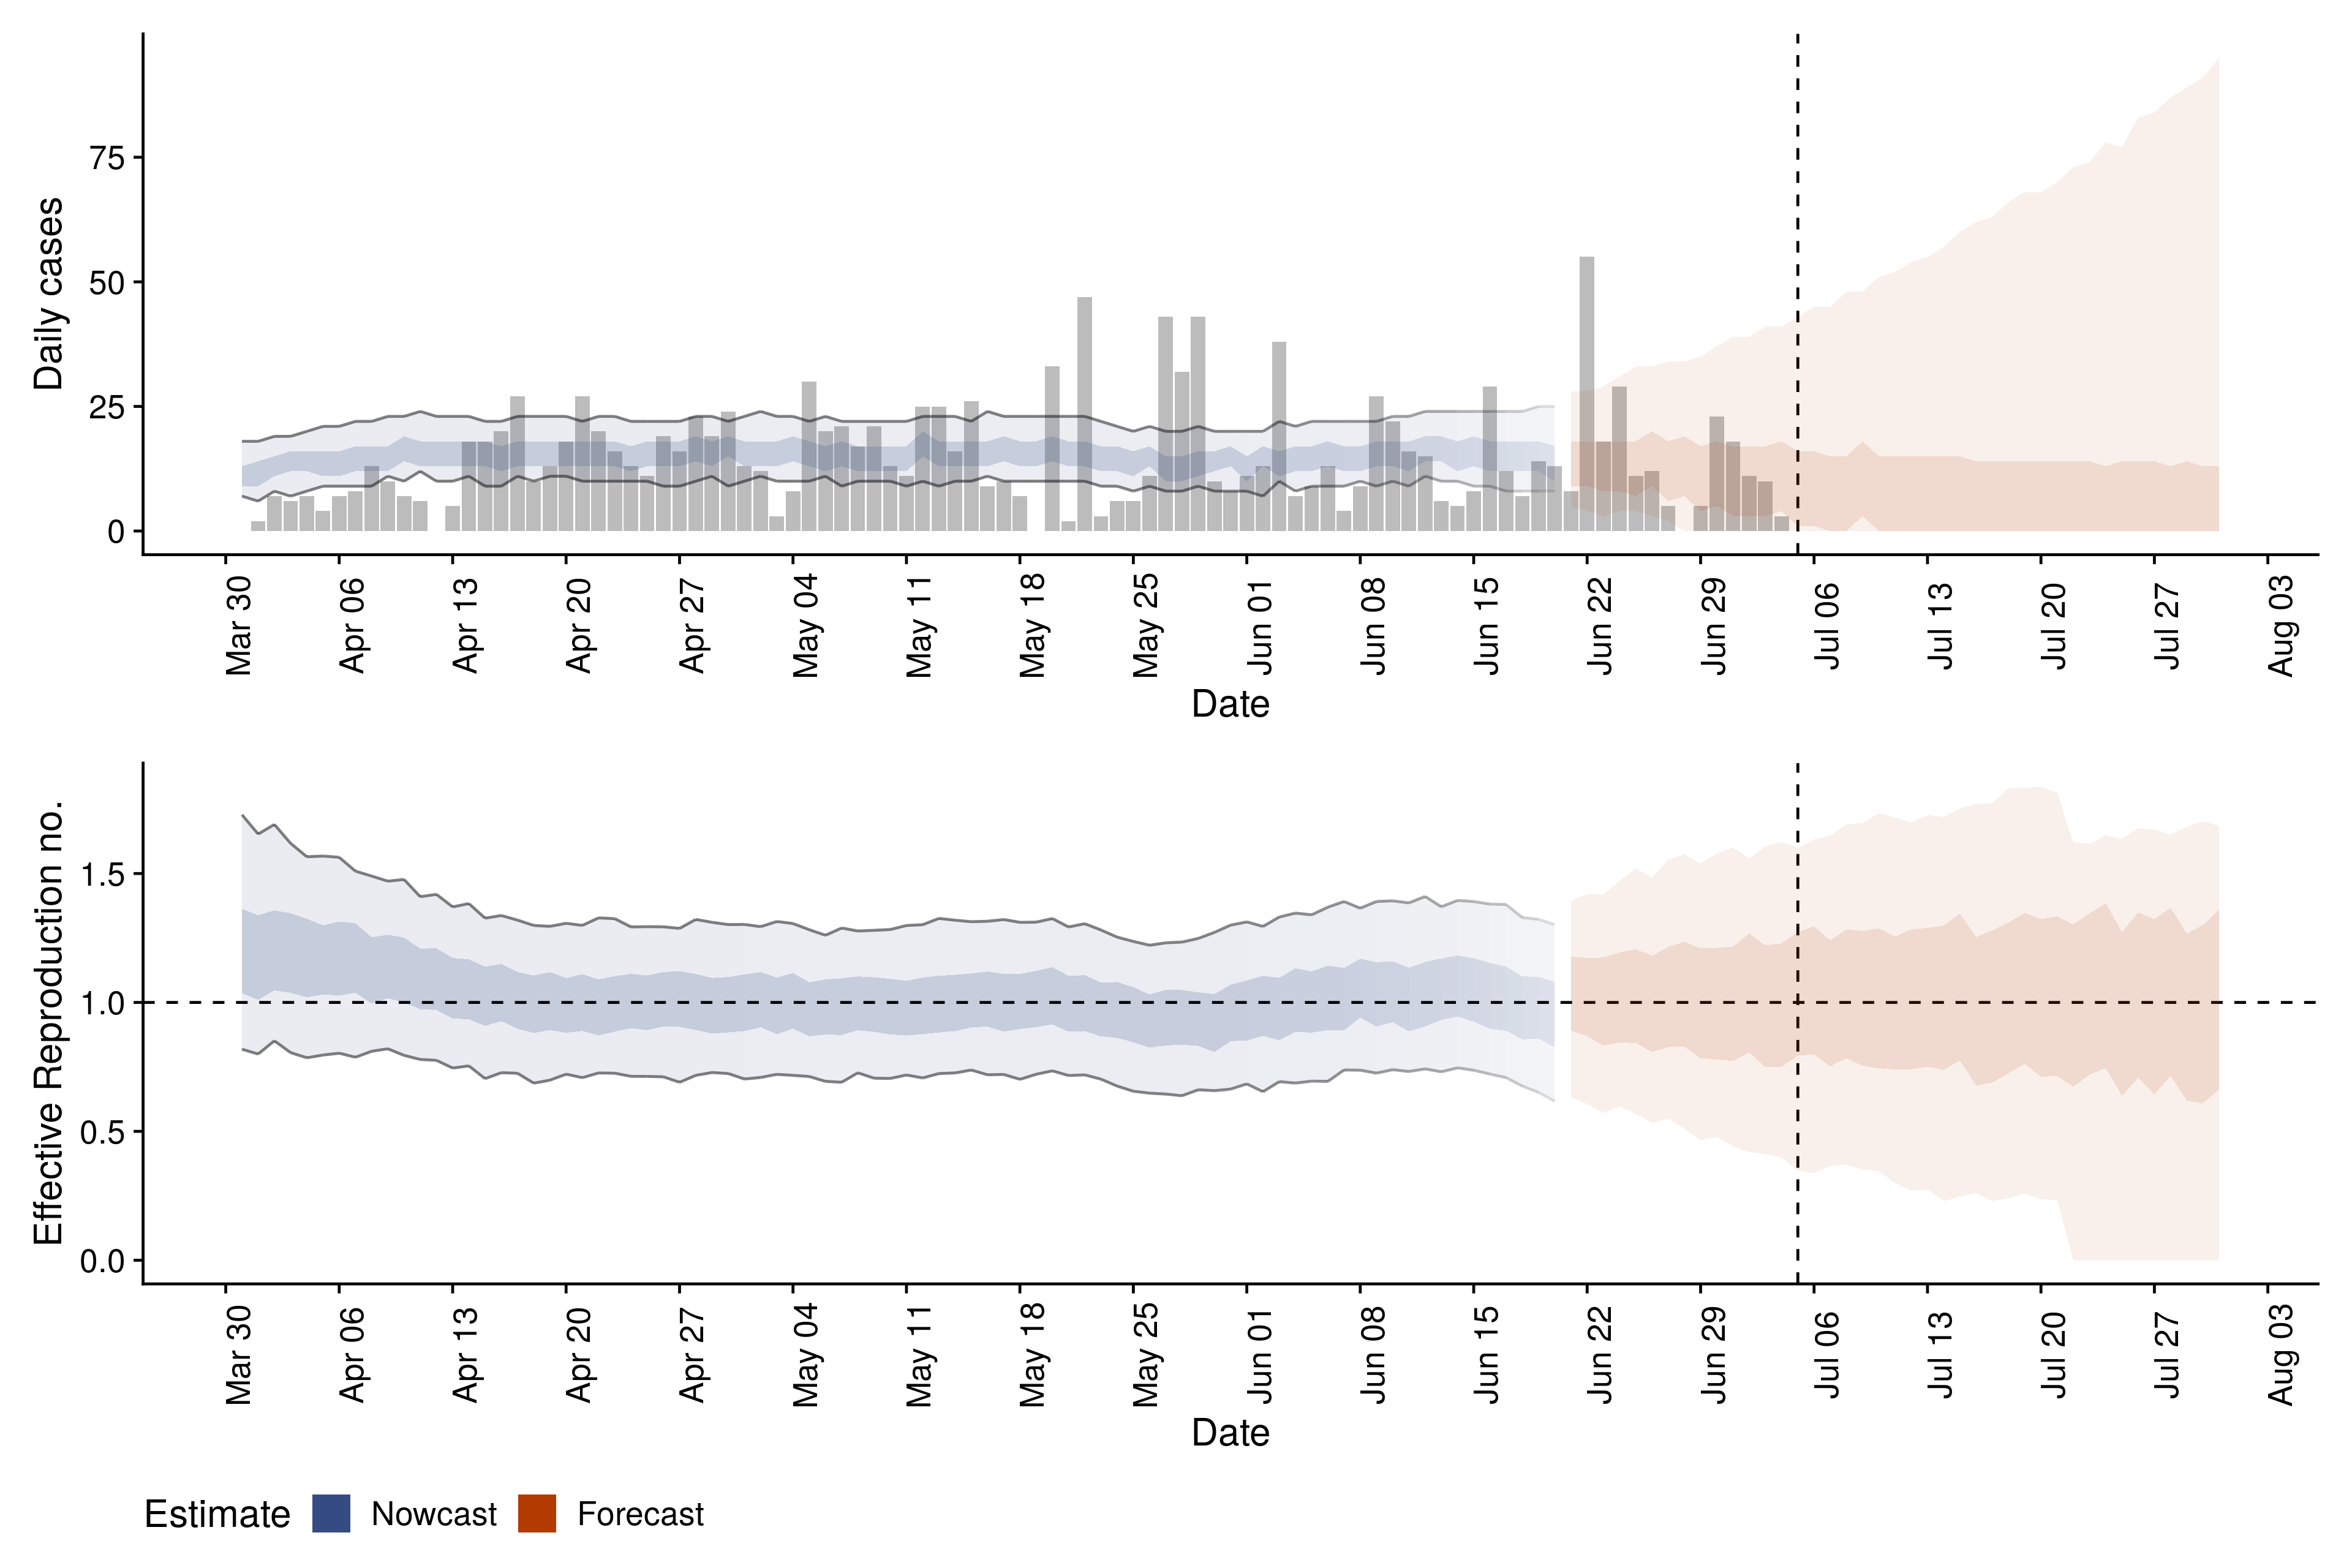 Daily cases
75
50
25
0
Mar 30
Apr 06
Apr 13
Apr 20
Apr 27
May 04
May 11
May 18
May 25
Jun 01
Jun 08
Jun 15
Jun 22
Jun 29
Jul 06
Jul 13
Jul 20
Jul 27
Aug 03
Date
Effective Reproduction no.
1.5
1.0
0.5
0.0
Mar 30
Apr 06
Apr 13
Apr 20
Apr 27
May 04
May 11
May 18
May 25
Jun 01
Jun 08
Jun 15
Jun 22
Jun 29
Jul 06
Jul 13
Jul 20
Jul 27
Aug 03
Date
Estimate Nowcast Forecast